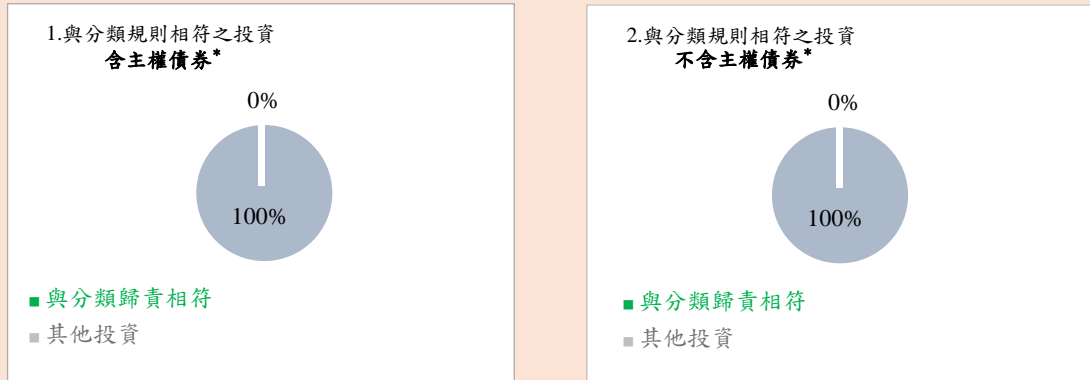 1.與分類規則相符之投資
含主權債券*
0%
100%
與分類歸責相符
其他投資
2.與分類規則相符之投資
不含主權債券*
0%
100%
與分類歸責相符
其他投資